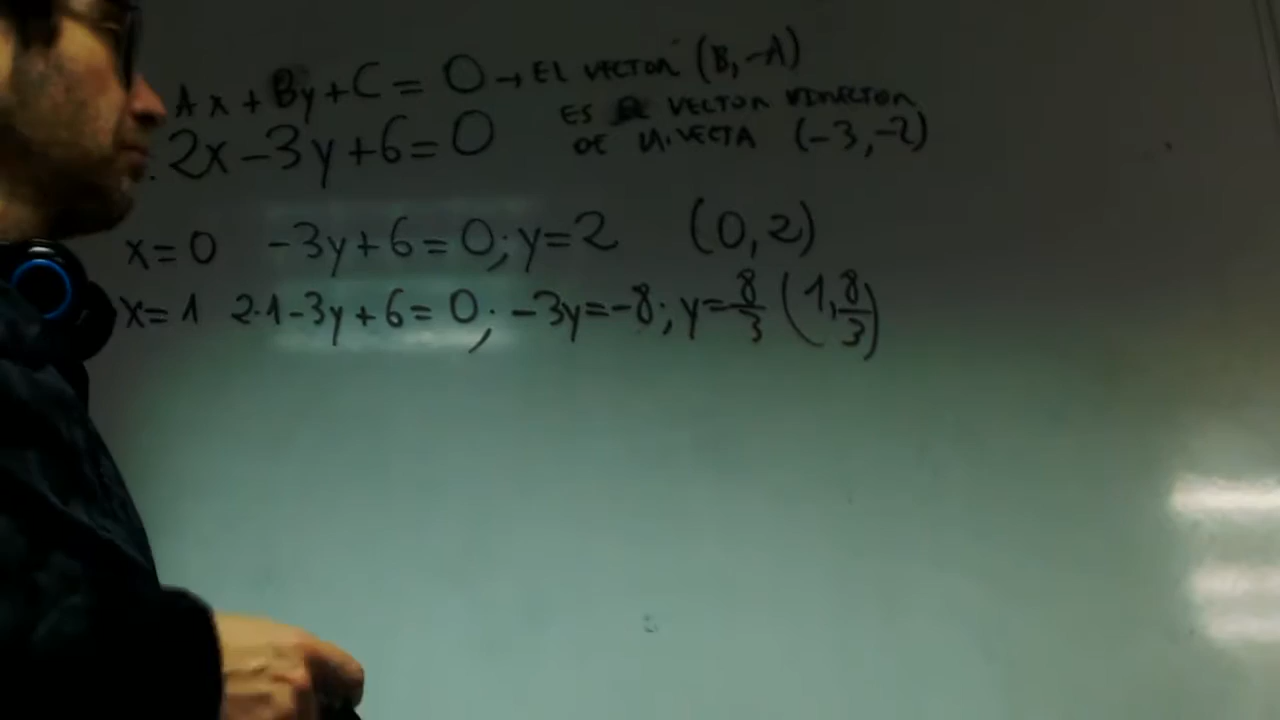 Ax + By + C = 0 → EL VECTOR (B, -A)
ES VECTOR DIRECTOR
2x - 3y + 6 = 0 DE LA RECTA (-3, -2)
x = 0 -3y + 6 = 0; y = 2 (0, 2)
x = 1 2·1 - 3y + 6 = 0; -3y = -8; y = 8/3 (1, 8/3)